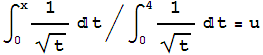 ∫₀ˣ 1/√t ⅆt / ∫₀⁴ 1/√t ⅆt = u